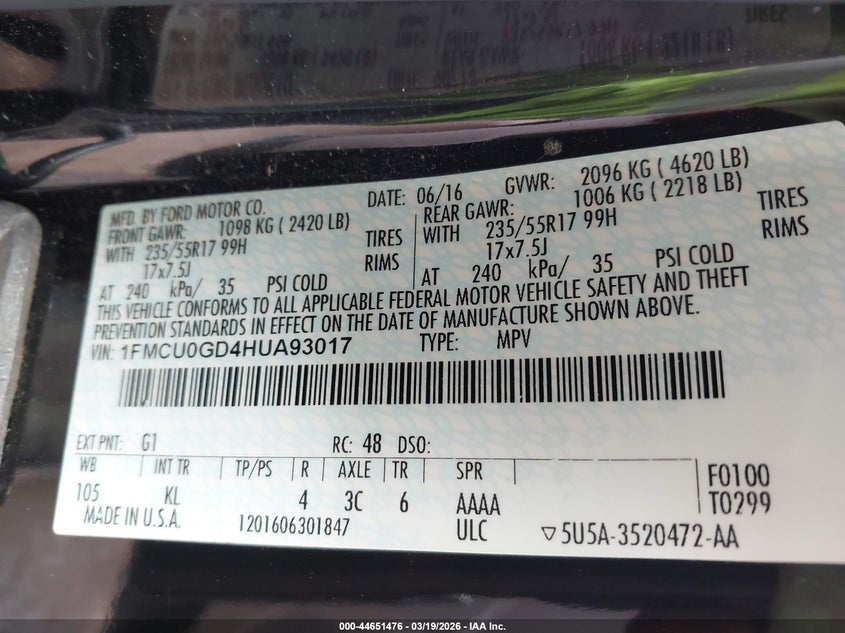 MFD. BY FORD MOTOR CO. DATE: 06/16 GVWR: 2096 KG ( 4620 LB)
FRONT GAWR: 1098 KG ( 2420 LB) REAR GAWR: 1006 KG ( 2218 LB)
WITH 235/55R17 99H TIRES WITH 235/55R17 99H TIRES
17x7.5J RIMS 17x7.5J RIMS
AT 240 kPa/ 35 PSI COLD AT 240 kPa/ 35 PSI COLD
THIS VEHICLE CONFORMS TO ALL APPLICABLE FEDERAL MOTOR VEHICLE SAFETY AND THEFT
PREVENTION STANDARDS IN EFFECT ON THE DATE OF MANUFACTURE SHOWN ABOVE.
VIN: 1FMCU0GD4HUA93017 TYPE: MPV
EXT PNT: G1 RC: 48 DSO:
WB INT TR TP/PS R AXLE TR SPR F0100
105 KL 4 3C 6 AAAA T0299
MADE IN U.S.A. 1201606301847 ULC ▽5U5A-3520472-AA
000-44651476 - 03/19/2026 - IAA Inc.